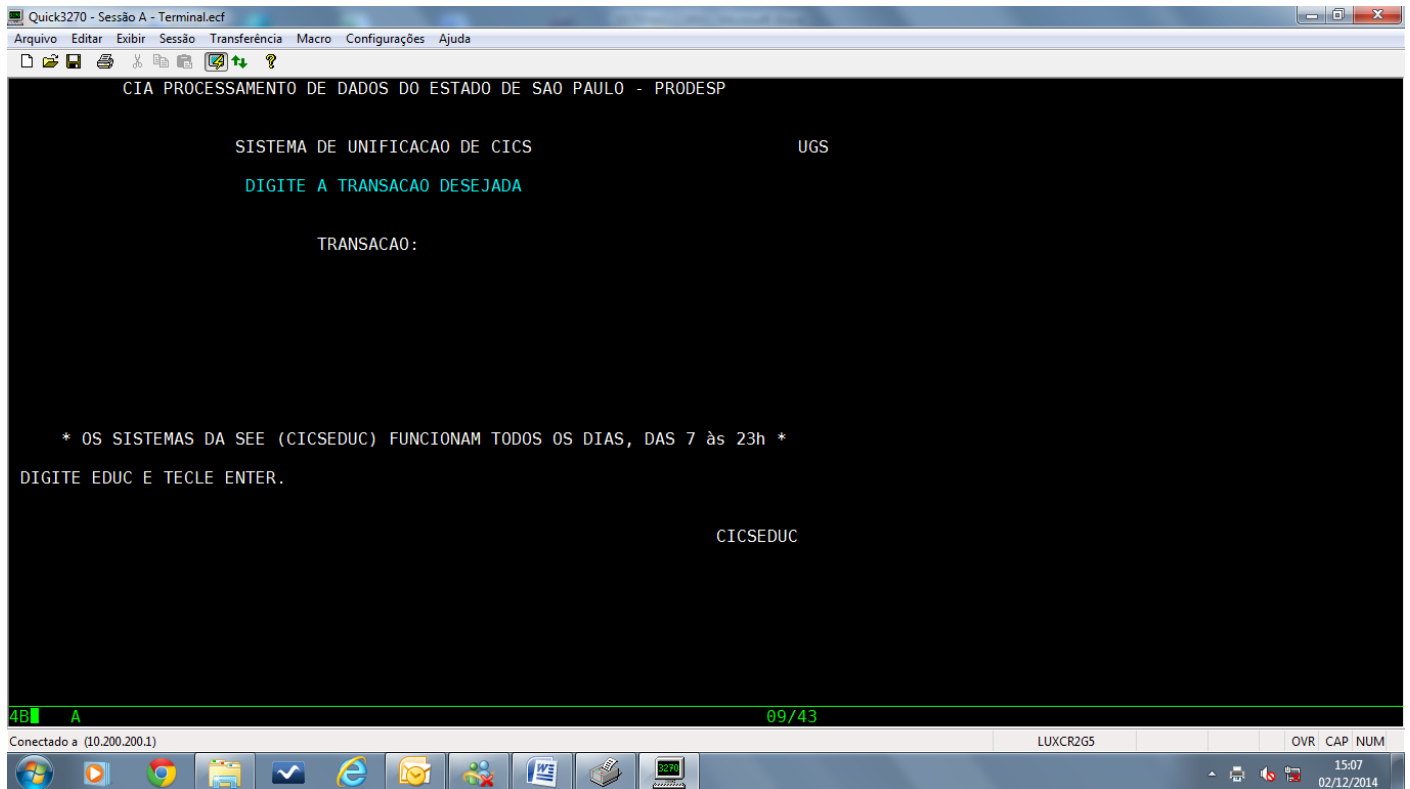 Quick3270 - Sessão A - Terminal.ecf
Arquivo Editar Exibir Sessão Transferência Macro Configurações Ajuda
CIA PROCESSAMENTO DE DADOS DO ESTADO DE SAO PAULO - PRODESP
SISTEMA DE UNIFICACAO DE CICS UGS
DIGITE A TRANSACAO DESEJADA
TRANSACAO:
* OS SISTEMAS DA SEE (CICSEDUC) FUNCIONAM TODOS OS DIAS, DAS 7 às 23h *
DIGITE EDUC E TECLE ENTER.
CICSEDUC
4B A 09/43
Conectado a (10.200.200.1) LUXCR2G5 OVR CAP NUM
3270
15:07
02/12/2014